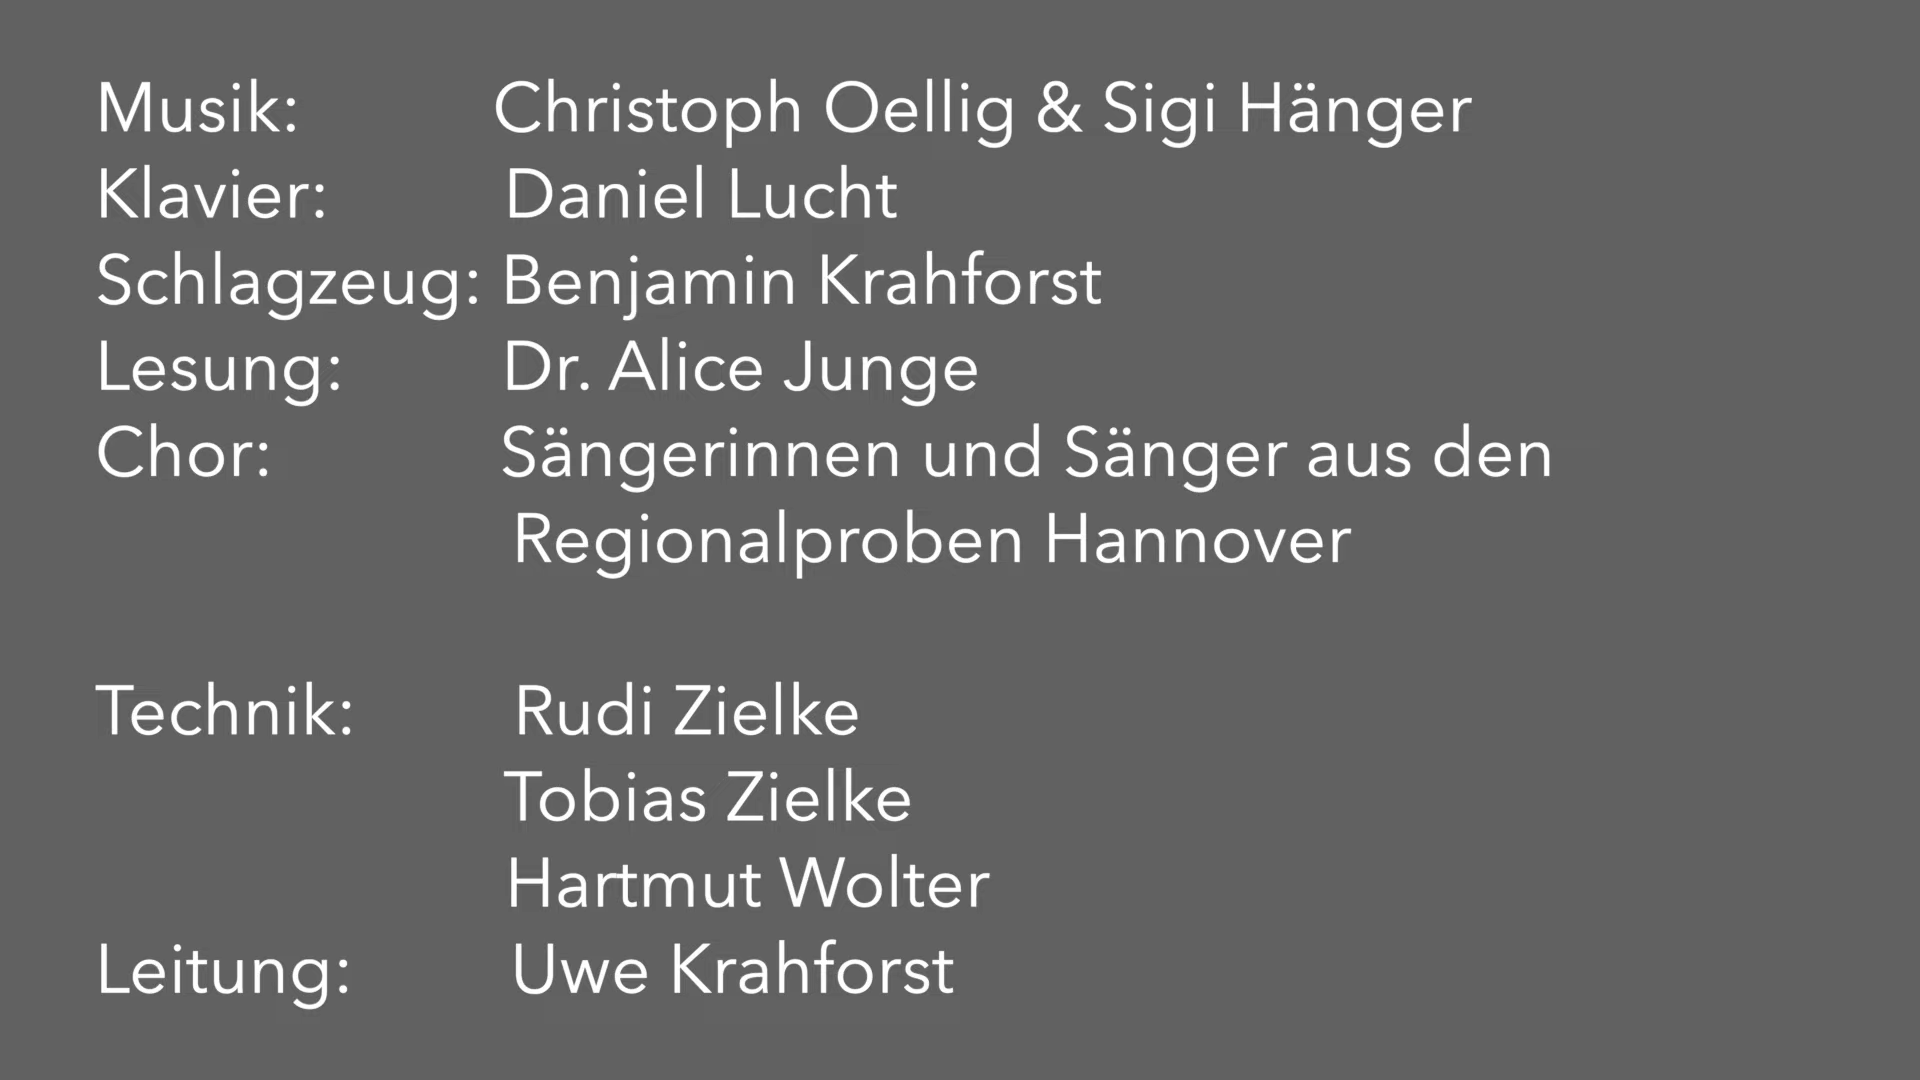 Musik: Christoph Oellig & Sigi Hänger
Klavier: Daniel Lucht
Schlagzeug: Benjamin Krahforst
Lesung: Dr. Alice Junge
Chor: Sängerinnen und Sänger aus den
Regionalproben Hannover
Technik: Rudi Zielke
Tobias Zielke
Hartmut Wolter
Leitung: Uwe Krahforst